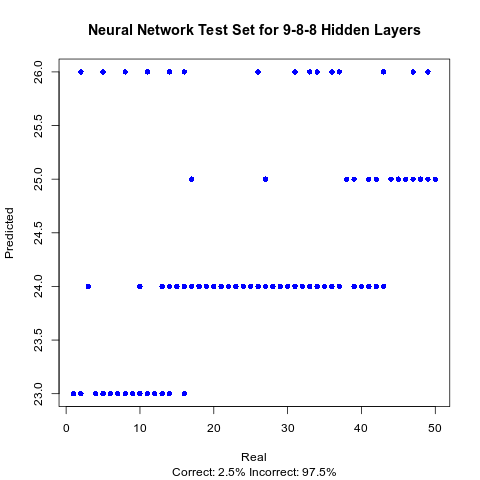 Neural Network Test Set for 9-8-8 Hidden Layers
26.0
25.5
25.0
24.5
24.0
23.5
23.0
Predicted
0 10 20 30 40 50
Real
Correct: 2.5% Incorrect: 97.5%